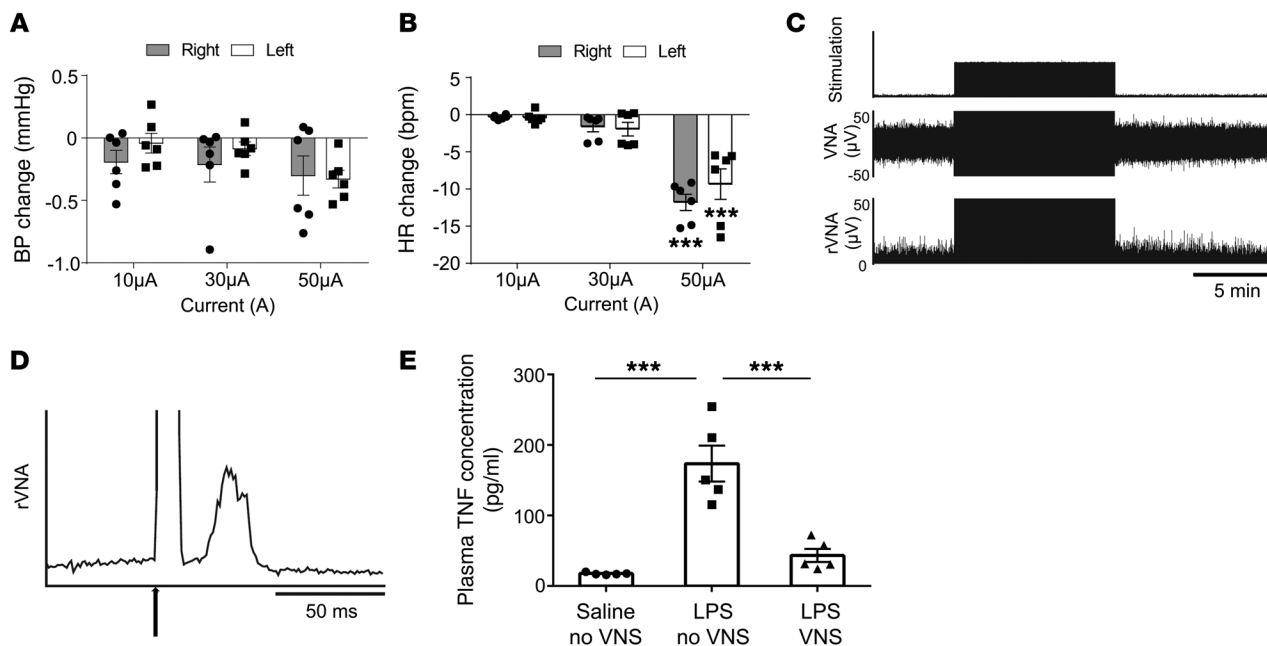 A
Right Left
BP change (mmHg)
0.5
0
-0.5
-1.0
10µA 30µA 50µA
Current (A)
B
Right Left
HR change (bpm)
5
0
-5
-10
-15
-20
***
***
10µA 30µA 50µA
Current (A)
C
Stimulation
VNA
(µV)
50
-50
rVNA
(µV)
50
0
5 min
D
rVNA
50 ms
E
Plasma TNF concentration
(pg/ml)
300
200
100
0
*** ***
Saline
no VNS
LPS
no VNS
LPS
VNS